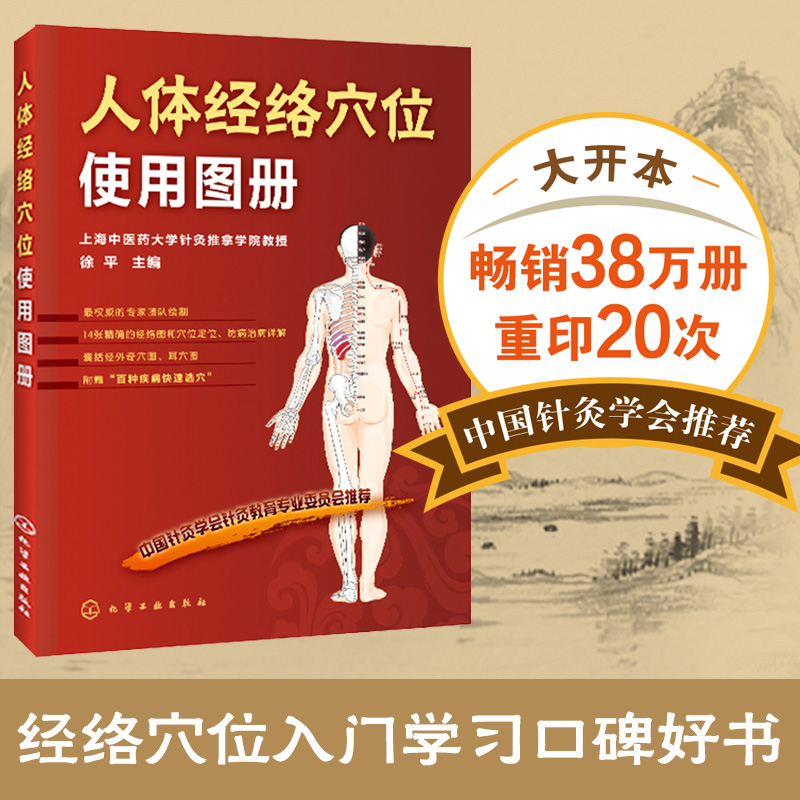 人体经络穴位使用图册
人体经络穴位
使用图册
上海中医药大学针灸推拿学院教授
徐平 主编
最权威的专家团队绘制
14张精确的经络图和穴位定位、防病治病详解
囊括经外奇穴图、耳穴图
附赠“百种疾病快速选穴”
中国针灸学会针灸教育专业委员会推荐
化学工业出版社
化学工业出版社
大开本
畅销38万册
重印20次
中国针灸学会推荐
经络穴位入门学习口碑好书